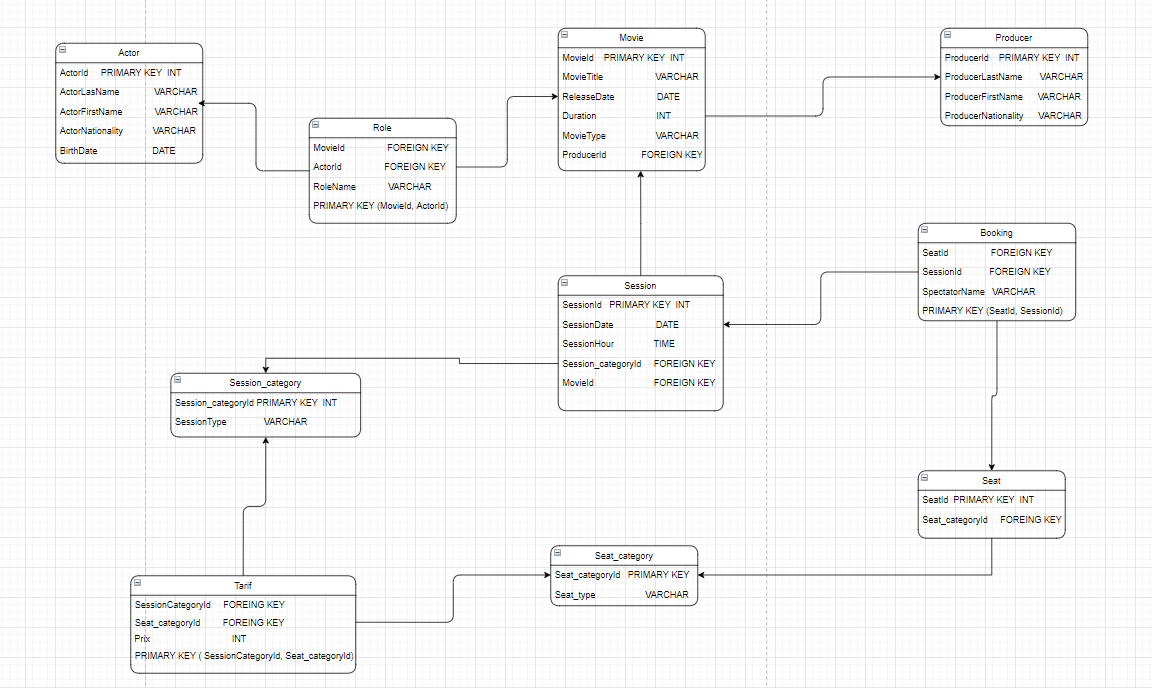 Actor
ActorId PRIMARY KEY INT
ActorLasName VARCHAR
ActorFirstName VARCHAR
ActorNationality VARCHAR
BirthDate DATE
Role
MovieId FOREIGN KEY
ActorId FOREIGN KEY
RoleName VARCHAR
PRIMARY KEY (MovieId, ActorId)
Movie
MovieId PRIMARY KEY INT
MovieTitle VARCHAR
ReleaseDate DATE
Duration INT
MovieType VARCHAR
ProducerId FOREIGN KEY
Producer
ProducerId PRIMARY KEY INT
ProducerLastName VARCHAR
ProducerFirstName VARCHAR
ProducerNationality VARCHAR
Booking
SeatId FOREIGN KEY
SessionId FOREIGN KEY
SpectatorName VARCHAR
PRIMARY KEY (SeatId, SessionId)
Session
SessionId PRIMARY KEY INT
SessionDate DATE
SessionHour TIME
Session_categoryId FOREIGN KEY
MovieId FOREIGN KEY
Session_category
Session_categoryId PRIMARY KEY INT
SessionType VARCHAR
Seat
SeatId PRIMARY KEY INT
Seat_categoryId FOREING KEY
Seat_category
Seat_categoryId PRIMARY KEY
Seat_type VARCHAR
Tarif
SessionCategoryId FOREING KEY
Seat_categoryId FOREING KEY
Prix INT
PRIMARY KEY ( SessionCategoryId, Seat_categoryId)